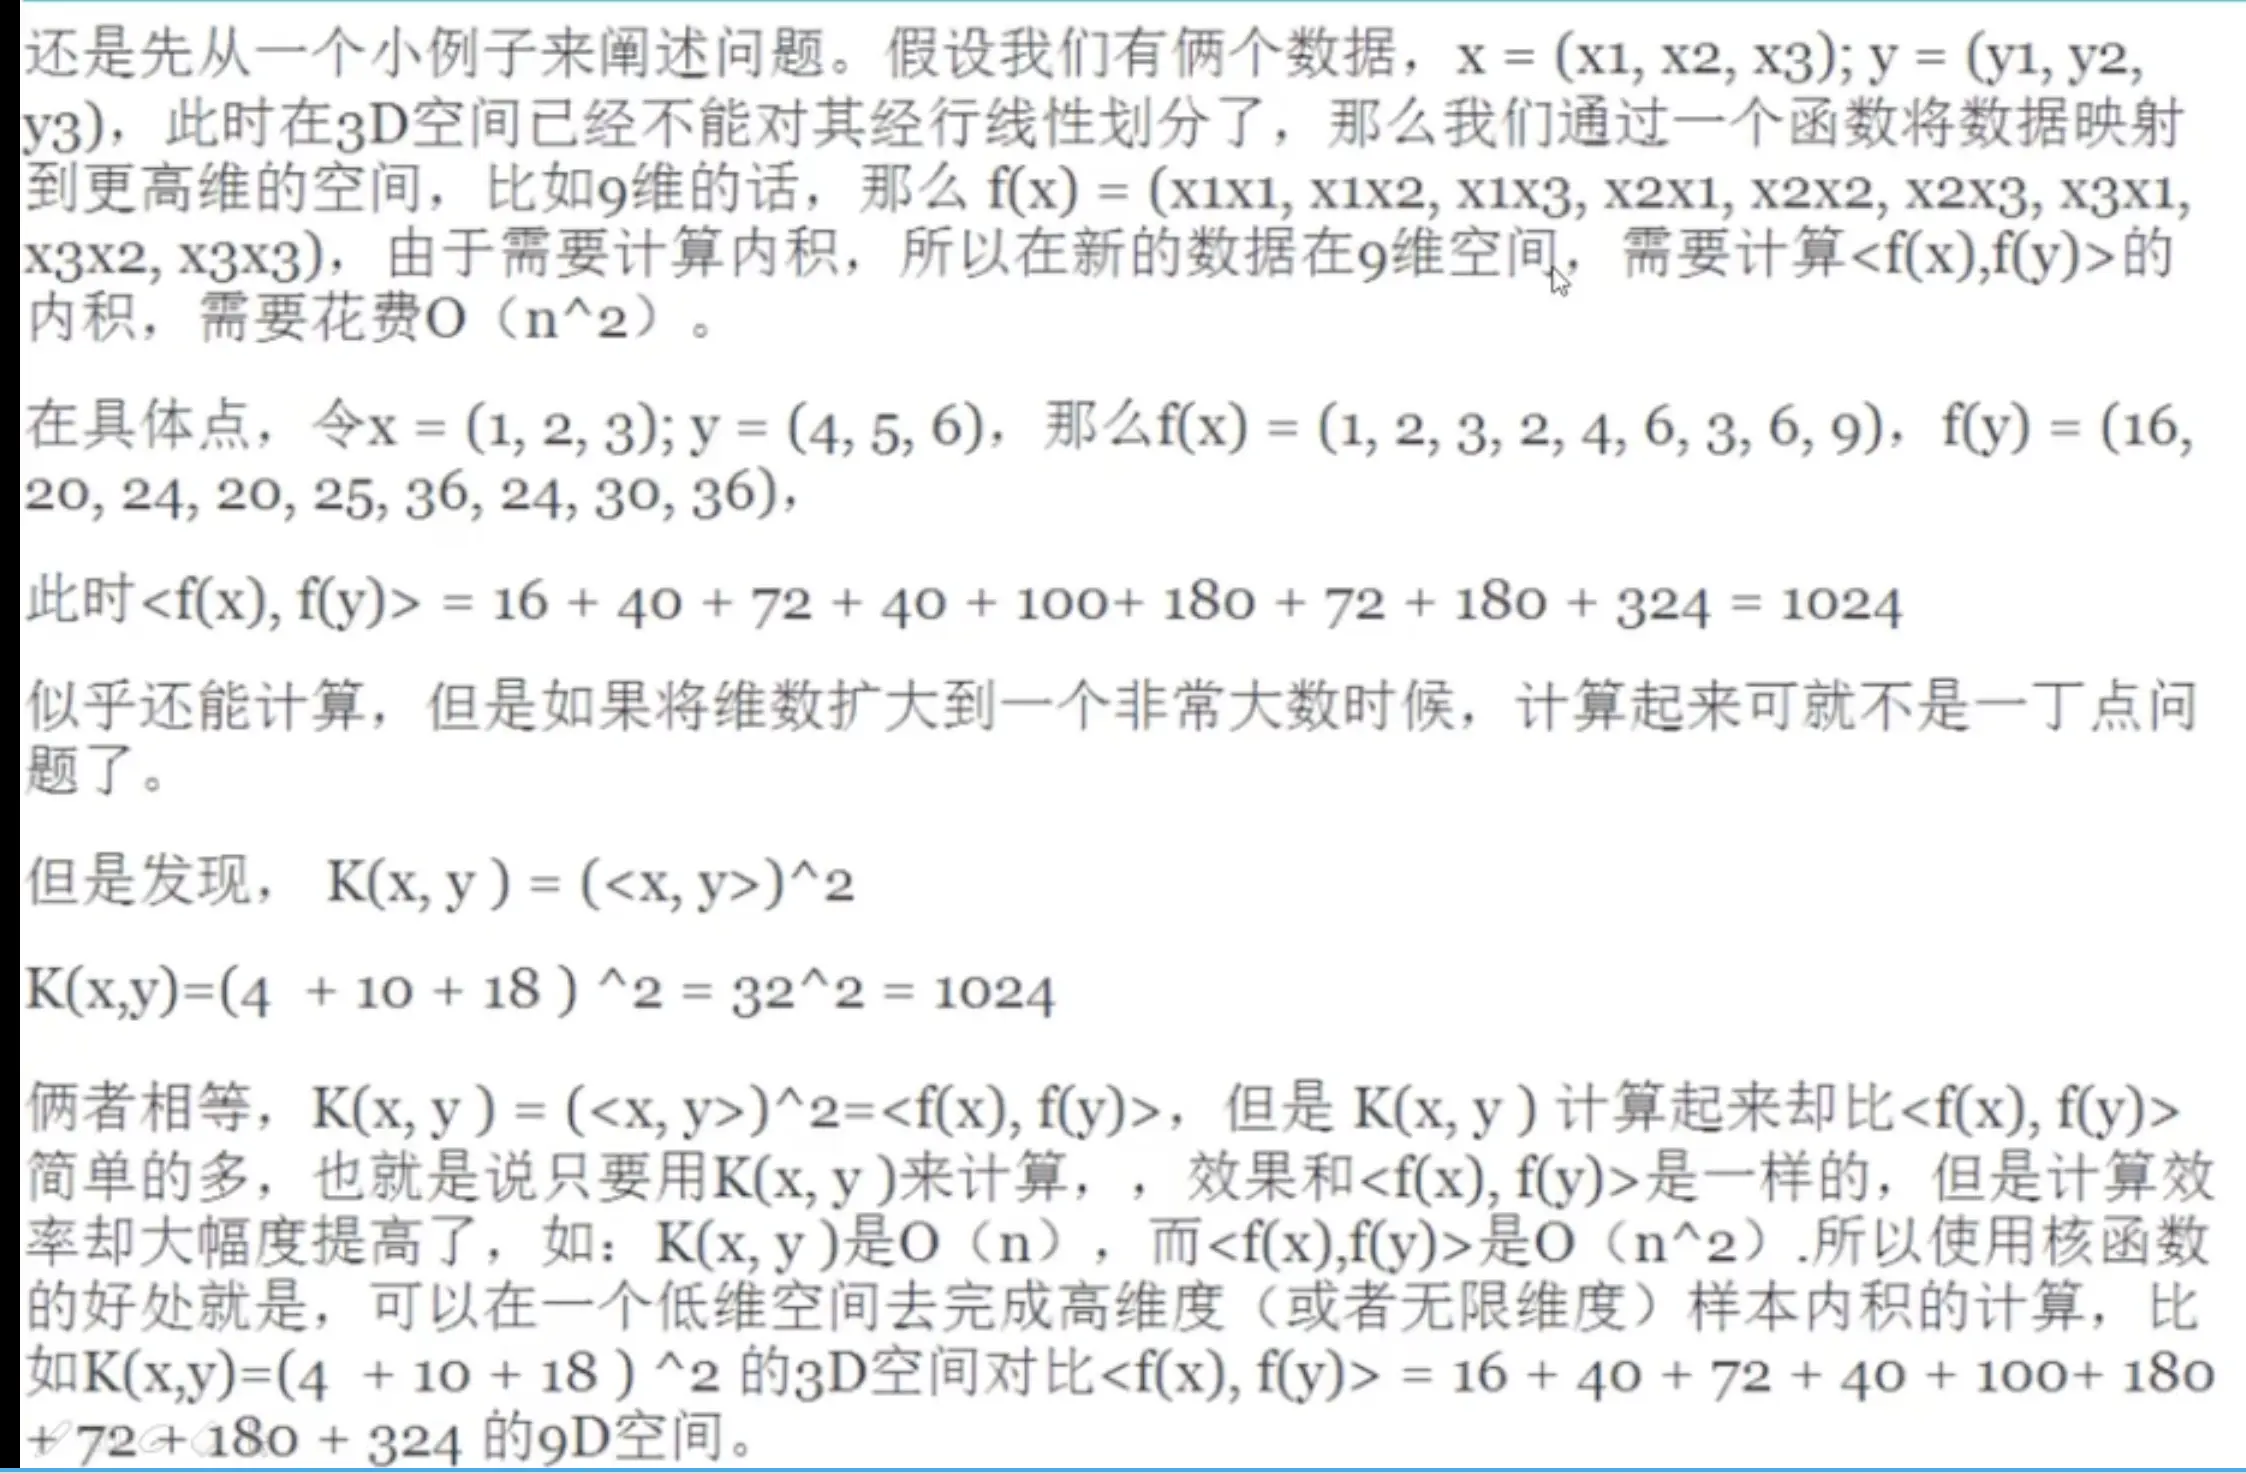 还是先从一个小例子来阐述问题。假设我们有俩个数据，x = (x1, x2, x3); y = (y1, y2,
y3)，此时在3D空间已经不能对其经行线性划分了，那么我们通过一个函数将数据映射
到更高维的空间，比如9维的话，那么 f(x) = (x1x1, x1x2, x1x3, x2x1, x2x2, x2x3, x3x1,
x3x2, x3x3)，由于需要计算内积，所以在新的数据在9维空间，需要计算<f(x),f(y)>的
内积，需要花费O（n^2）。
在具体点，令x = (1, 2, 3); y = (4, 5, 6)，那么f(x) = (1, 2, 3, 2, 4, 6, 3, 6, 9)，f(y) = (16,
20, 24, 20, 25, 36, 24, 30, 36)，
此时<f(x), f(y)> = 16 + 40 + 72 + 40 + 100+ 180 + 72 + 180 + 324 = 1024
似乎还能计算，但是如果将维数扩大到一个非常大数时候，计算起来可就不是一丁点问
题了。
但是发现， K(x, y ) = (<x, y>)^2
K(x,y)=(4 + 10 + 18 ) ^2 = 32^2 = 1024
俩者相等，K(x, y ) = (<x, y>)^2=<f(x), f(y)>，但是 K(x, y ) 计算起来却比<f(x), f(y)>
简单的多，也就是说只要用K(x, y )来计算，，效果和<f(x), f(y)>是一样的，但是计算效
率却大幅度提高了，如：K(x, y )是O（n），而<f(x),f(y)>是O（n^2）.所以使用核函数
的好处就是，可以在一个低维空间去完成高维度（或者无限维度）样本内积的计算，比
如K(x,y)=(4 + 10 + 18 ) ^2 的3D空间对比<f(x), f(y)> = 16 + 40 + 72 + 40 + 100+ 180
+ 72 + 180 + 324 的9D空间。